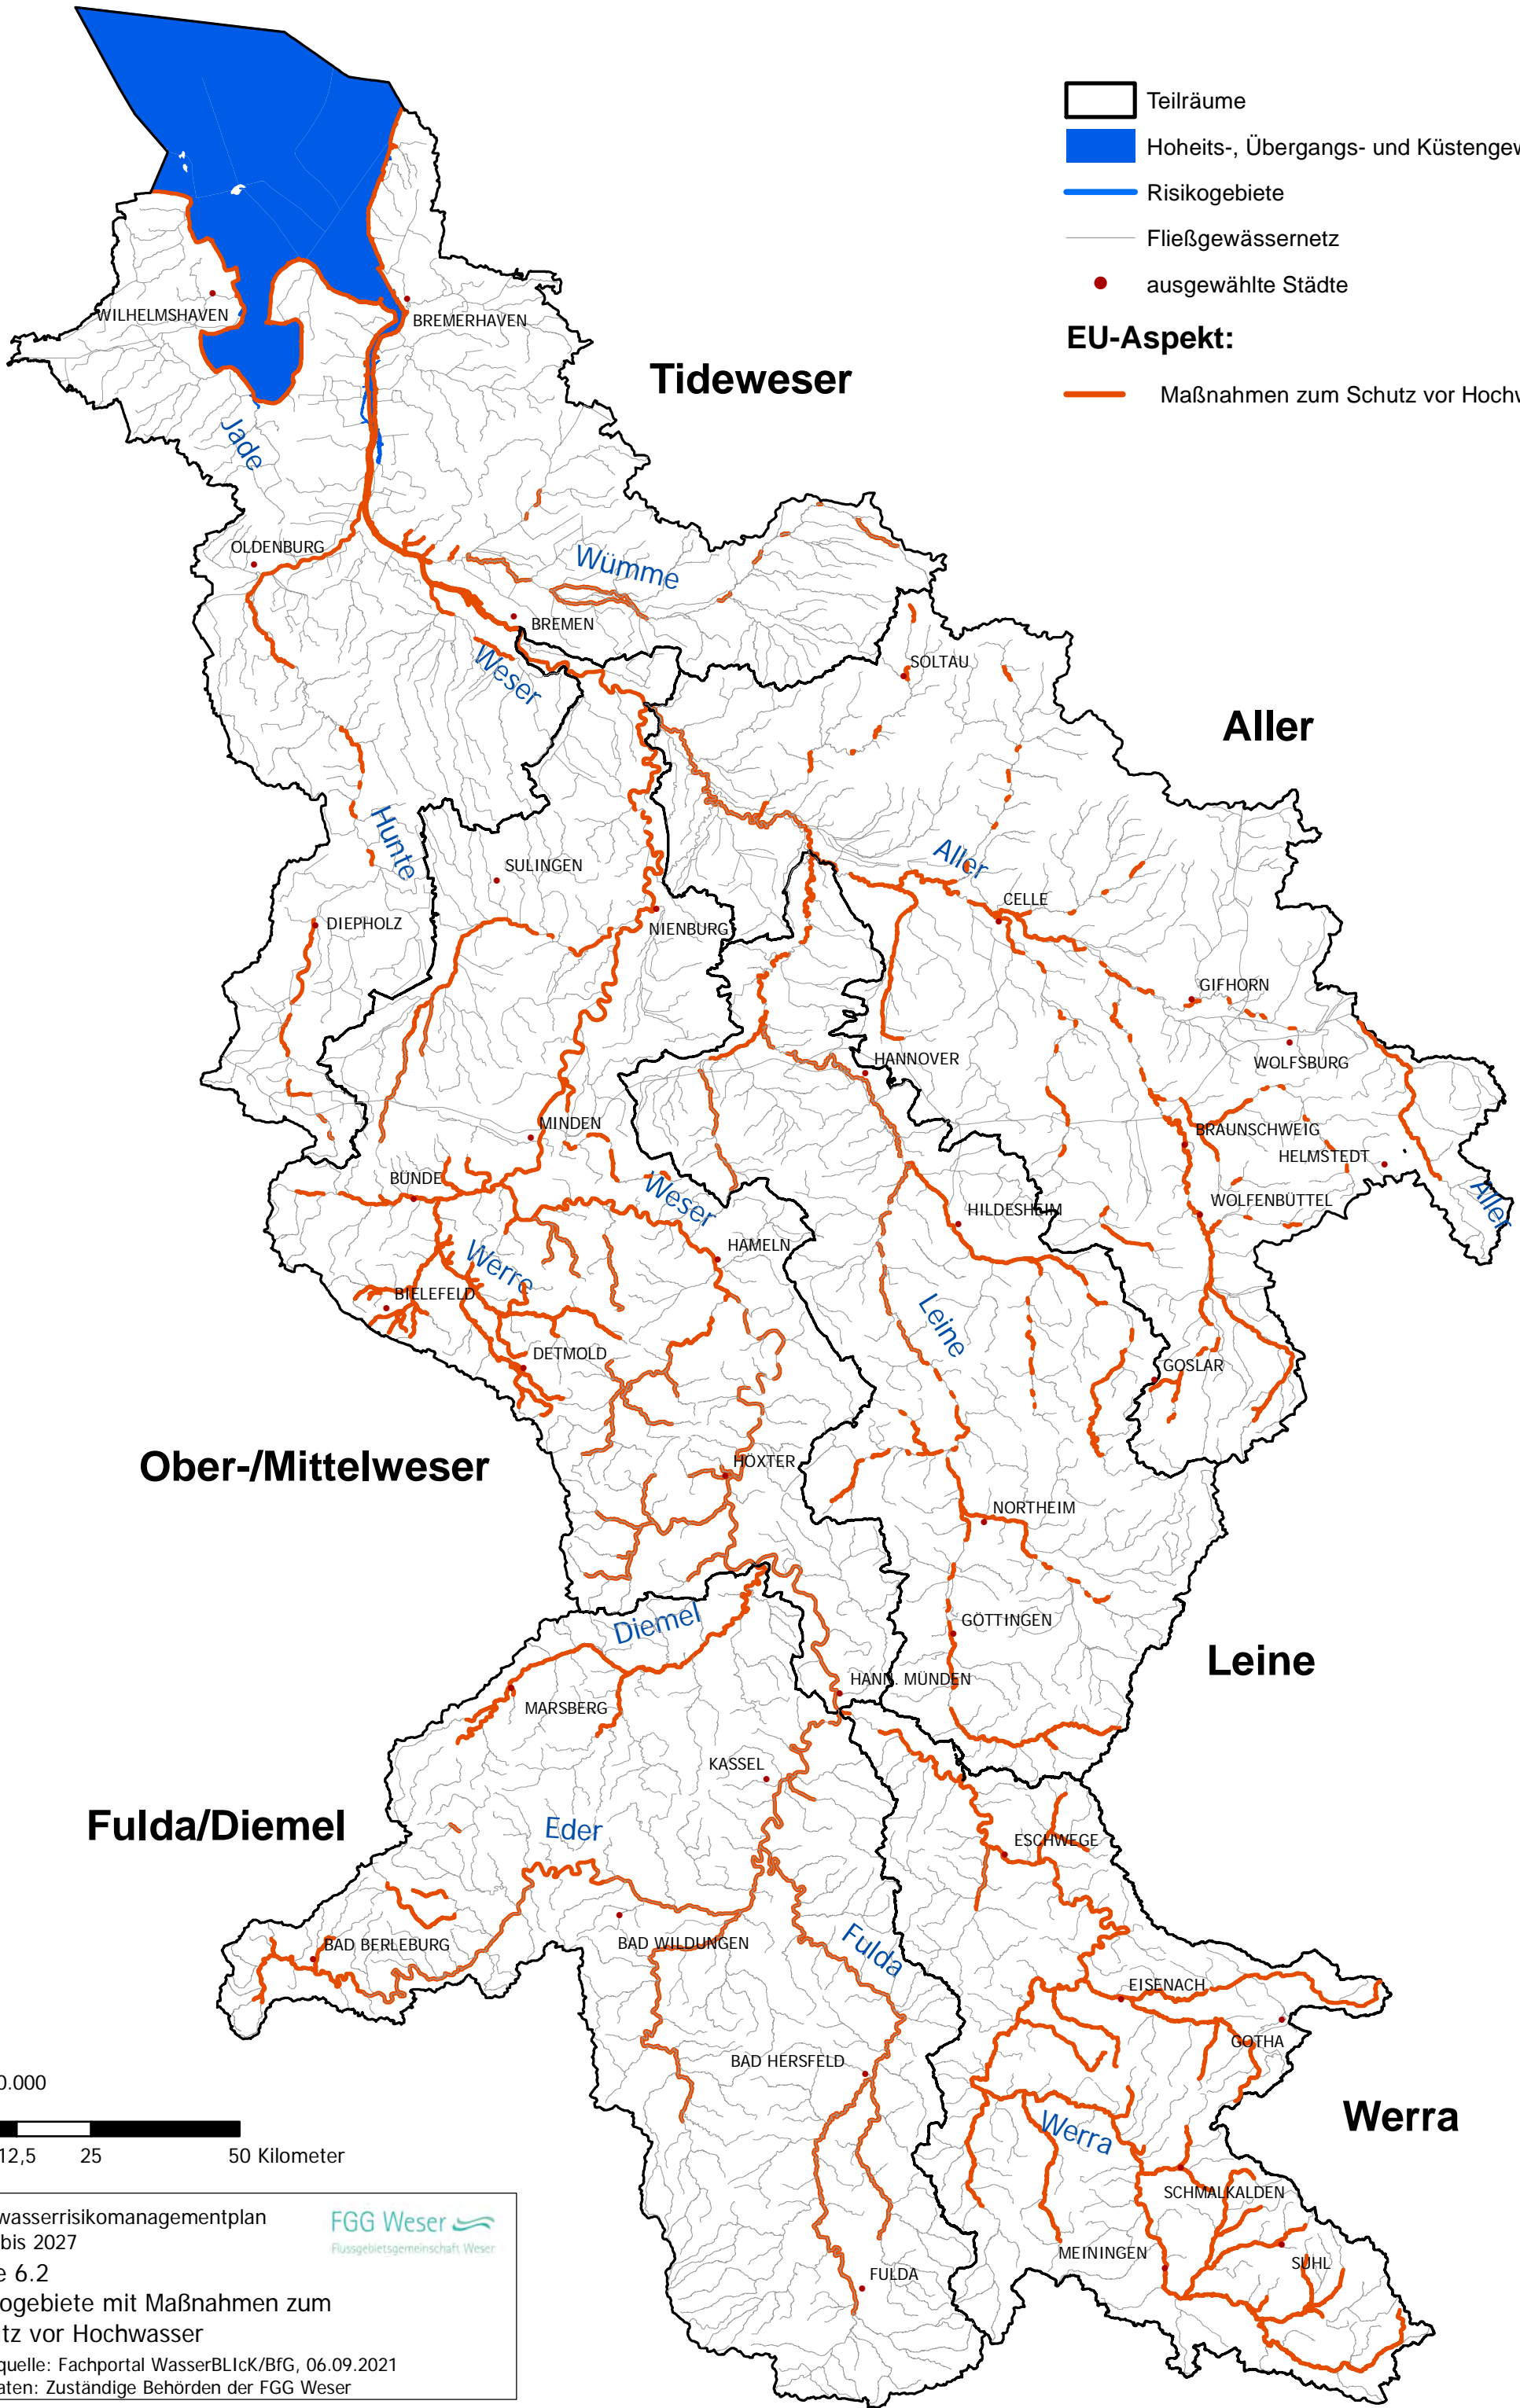 Teilräume
Hoheits-, Übergangs- und Küstengew
Risikogebiete
Fließgewässernetz
ausgewählte Städte
EU-Aspekt:
Maßnahmen zum Schutz vor Hochw
WILHELMSHAVEN
BREMERHAVEN
Tideweser
Jade
OLDENBURG
Wümme
BREMEN
Weser
SOLTAU
Aller
Hunte
SULINGEN
Aller
CELLE
DIEPHOLZ
NIENBURG
GIFHORN
HANNOVER
WOLFSBURG
MINDEN
BRAUNSCHWEIG
HELMSTEDT
BÜNDE
Weser
Aller
WOLFENBÜTTEL
HILDESHEIM
HAMELN
Werre
BIELEFELD
Leine
DETMOLD
GOSLAR
Ober-/Mittelweser
HÖXTER
NORTHEIM
Diemel
GÖTTINGEN
Leine
HANN. MÜNDEN
MARSBERG
KASSEL
Fulda/Diemel
Eder
ESCHWEGE
BAD BERLEBURG
BAD WILDUNGEN
Fulda
EISENACH
GOTHA
BAD HERSFELD
0.000
Werra
Werra
12,5 25 50 Kilometer
SCHMALKALDEN
wasserrisikomanagementplan
bis 2027
FGG Weser
Flussgebietsgemeinschaft Weser
MEININGEN
SUHL
e 6.2
FULDA
ogebiete mit Maßnahmen zum
tz vor Hochwasser
quelle: Fachportal WasserBLIcK/BfG, 06.09.2021
aten: Zuständige Behörden der FGG Weser